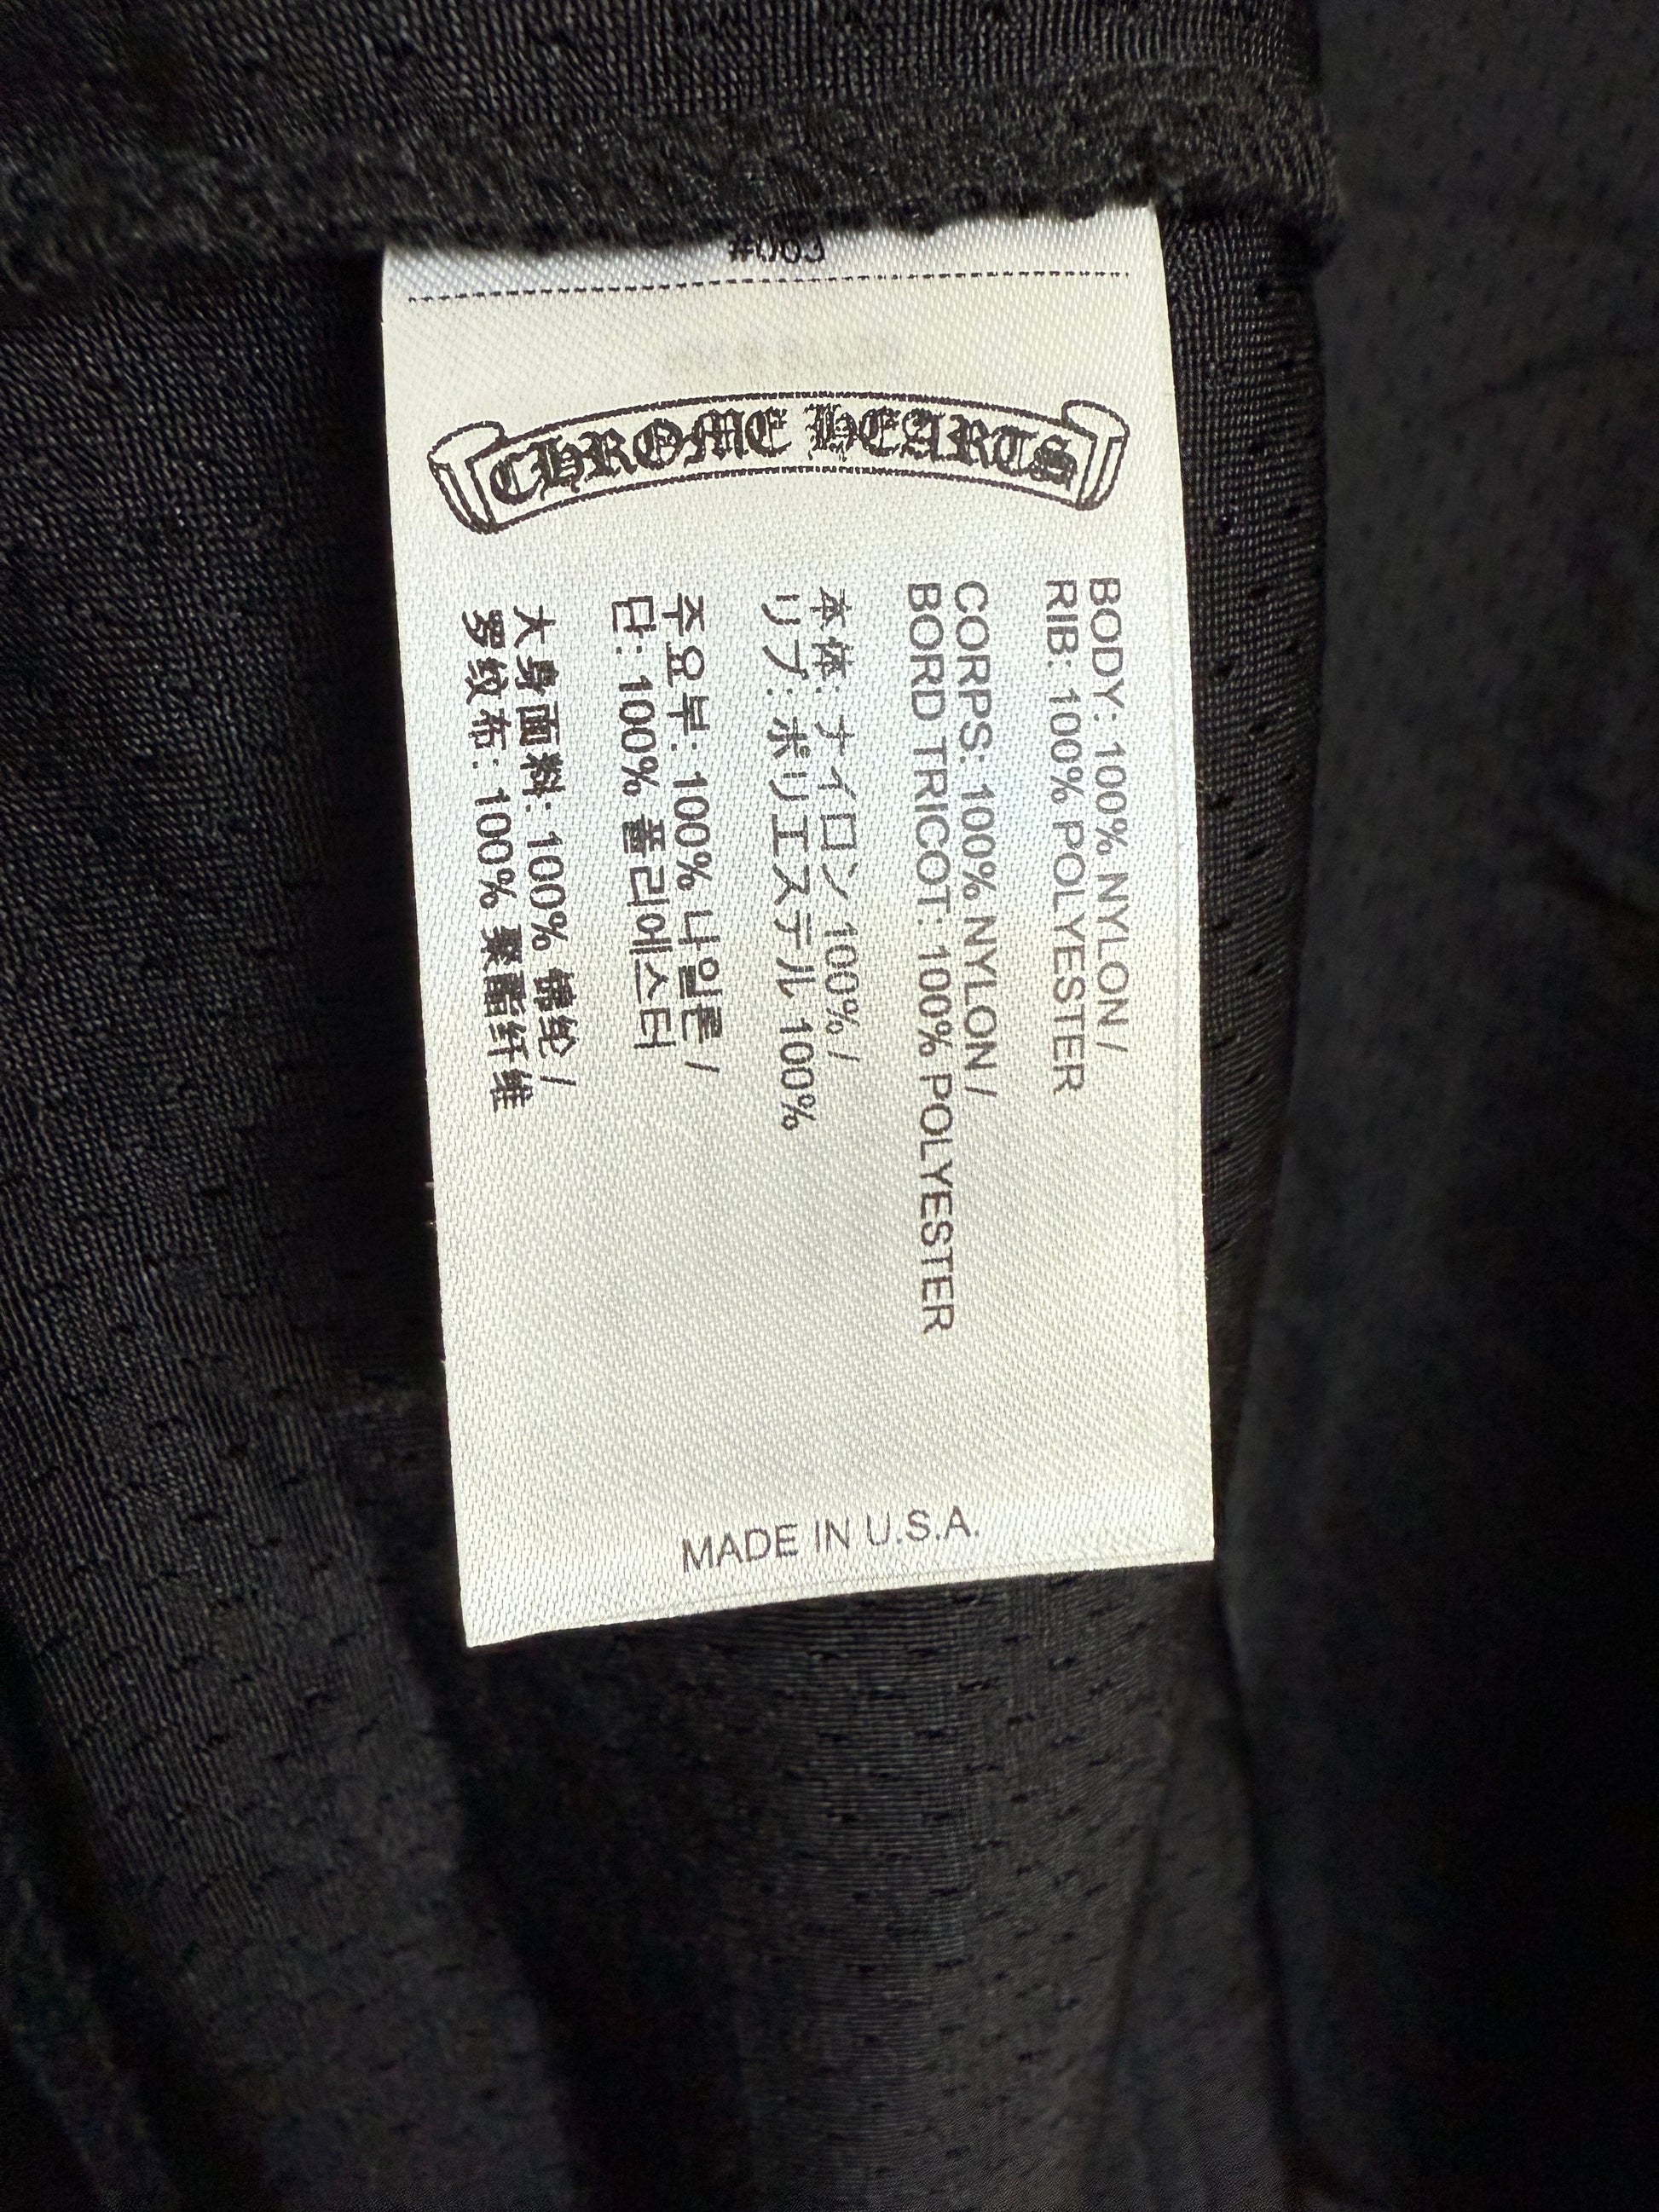 #063
CHROME HEARTS
BODY: 100% NYLON /
RIB: 100% POLYESTER
CORPS: 100% NYLON /
BORD TRICOT: 100% POLYESTER
本体: ナイロン 100% /
リブ: ポリエステル 100%
주요부: 100% 나일론 /
단: 100% 폴리에스터
大身面料: 100% 锦纶 /
罗纹布: 100% 聚酯纤维
MADE IN U.S.A.